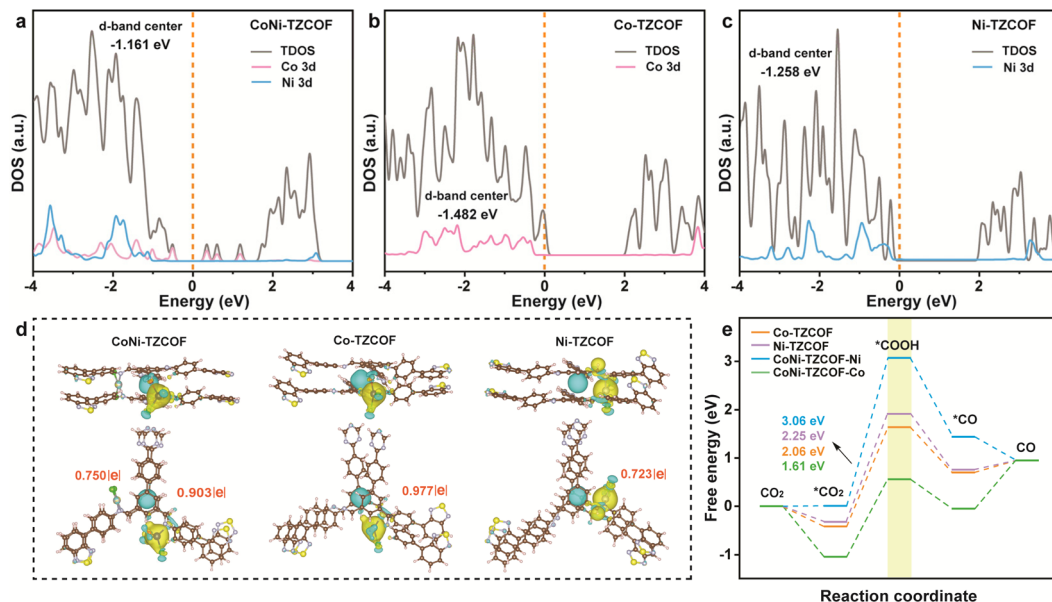 a
CoNi-TZCOF
d-band center
-1.161 eV
TDOS
Co 3d
Ni 3d
DOS (a.u.)
-4 -2 0 2 4
Energy (eV)
b
Co-TZCOF
TDOS
Co 3d
d-band center
-1.482 eV
DOS (a.u.)
-4 -2 0 2 4
Energy (eV)
c
Ni-TZCOF
d-band center
-1.258 eV
TDOS
Ni 3d
DOS (a.u.)
-4 -2 0 2
Energy (eV)
d
CoNi-TZCOF Co-TZCOF Ni-TZCOF
0.750|e| 0.903|e| 0.977|e| 0.723|e|
e
Co-TZCOF
Ni-TZCOF
CoNi-TZCOF-Ni
CoNi-TZCOF-Co
*COOH
3.06 eV
2.25 eV
2.06 eV
1.61 eV
*CO
CO
CO₂ *CO₂
Free energy (eV)
3
2
1
0
-1
Reaction coordinate